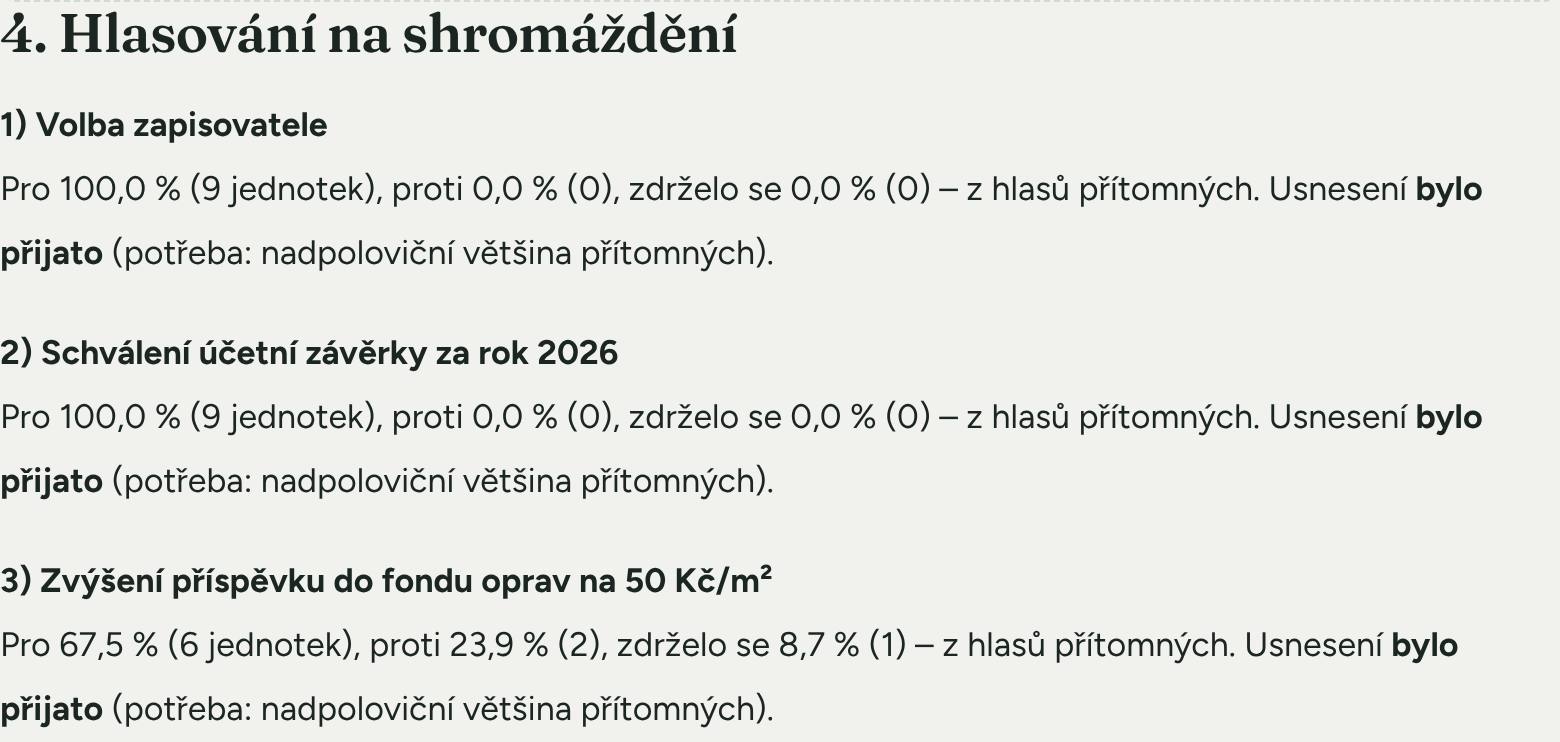 4. Hlasování na shromáždění
1) Volba zapisovatele
Pro 100,0 % (9 jednotek), proti 0,0 % (0), zdrželo se 0,0 % (0) – z hlasů přítomných. Usnesení bylo
přijato (potřeba: nadpoloviční většina přítomných).
2) Schválení účetní závěrky za rok 2026
Pro 100,0 % (9 jednotek), proti 0,0 % (0), zdrželo se 0,0 % (0) – z hlasů přítomných. Usnesení bylo
přijato (potřeba: nadpoloviční většina přítomných).
3) Zvýšení příspěvku do fondu oprav na 50 Kč/m²
Pro 67,5 % (6 jednotek), proti 23,9 % (2), zdrželo se 8,7 % (1) – z hlasů přítomných. Usnesení bylo
přijato (potřeba: nadpoloviční většina přítomných).